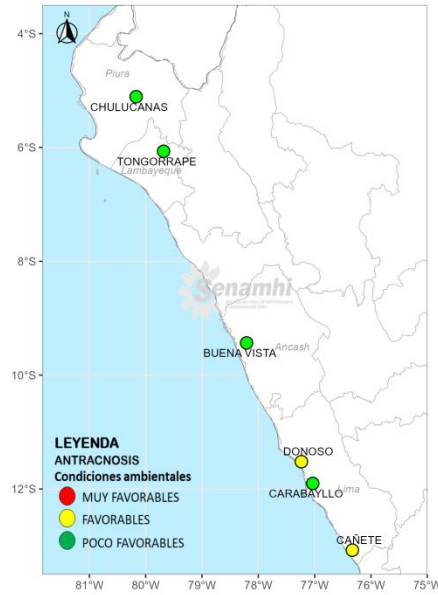 N
4°S
Piura
CHULUCANAS
6°S
TONGORRAPE
Lambayeque
8°S
Senamhi
BUENA VISTA
Ancash
10°S
LEYENDA
ANTRACNOSIS
Condiciones ambientales
MUY FAVORABLES
FAVORABLES
POCO FAVORABLES
DONOSO
12°S
CARABAYLLO
Lima
CAÑETE
81°W
80°W
79°W
78°W
77°W
76°W
75°W